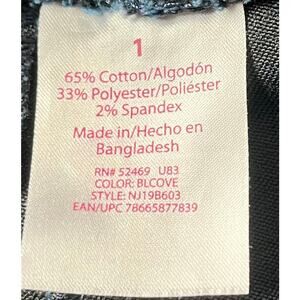 1
65% Cotton/Algodón
33% Polyester/Poliéster
2% Spandex
Made in/Hecho en
Bangladesh
RN# 52469 U83
COLOR: BLCOVE
STYLE: NJ19B603
EAN/UPC 78665877839